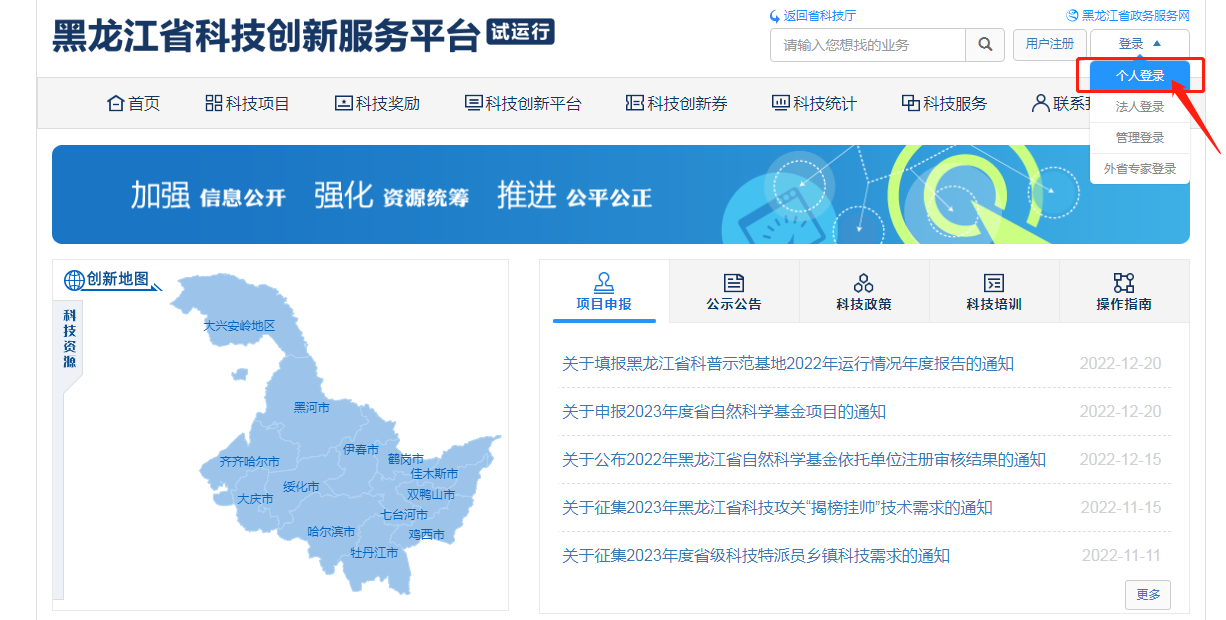 黑龙江省科技创新服务平台 试运行
返回省科技厅
黑龙江省政务服务网
请输入您想找的业务
用户注册
登录
个人登录
法人登录
管理登录
外省专家登录
首页 科技项目 科技奖励 科技创新平台 科技创新券 科技统计 科技服务 联系
加强 信息公开 强化 资源统筹 推进 公平公正
创新地图
科技资源
大兴安岭地区
黑河市
伊春市
鹤岗市
齐齐哈尔市
佳木斯市
绥化市
双鸭山市
大庆市
七台河市
哈尔滨市
鸡西市
牡丹江市
项目申报 公示公告 科技政策 科技培训 操作指南
关于填报黑龙江省科普示范基地2022年运行情况年度报告的通知 2022-12-20
关于申报2023年度省自然科学基金项目的通知 2022-12-20
关于公布2022年黑龙江省自然科学基金依托单位注册审核结果的通知 2022-12-15
关于征集2023年黑龙江省科技攻关“揭榜挂帅”技术需求的通知 2022-11-15
关于征集2023年度省级科技特派员乡镇科技需求的通知 2022-11-11
更多